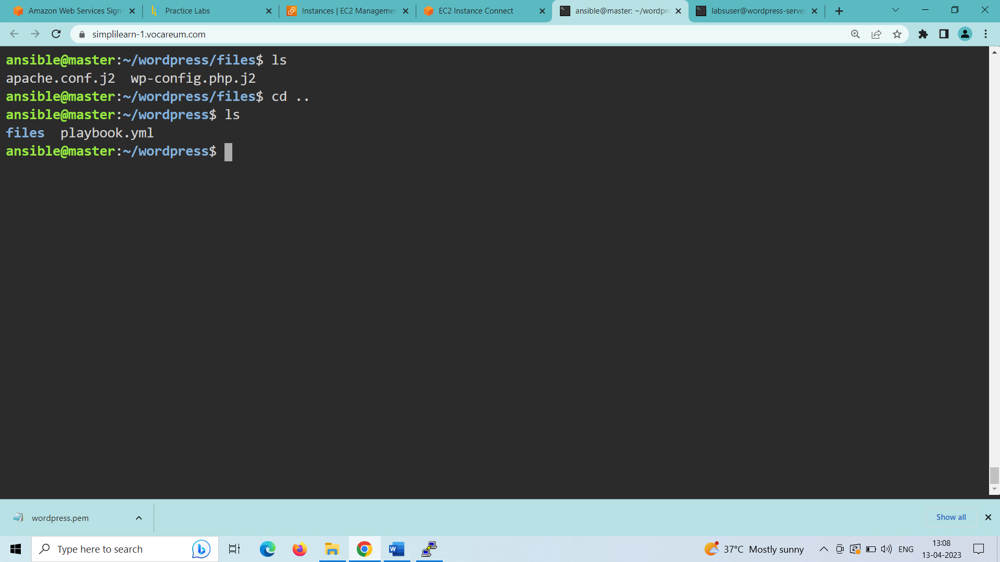 Amazon Web Services Sign-
Practice Labs
Instances | EC2 Managemen
EC2 Instance Connect
ansible@master: ~/wordpre
labsuser@wordpress-server
simplilearn-1.vocareum.com
ansible@master:~/wordpress/files$ ls
apache.conf.j2  wp-config.php.j2
ansible@master:~/wordpress/files$ cd ..
ansible@master:~/wordpress$ ls
files  playbook.yml
ansible@master:~/wordpress$
wordpress.pem
Show all
Type here to search
37°C Mostly sunny
ENG
13:08
13-04-2023